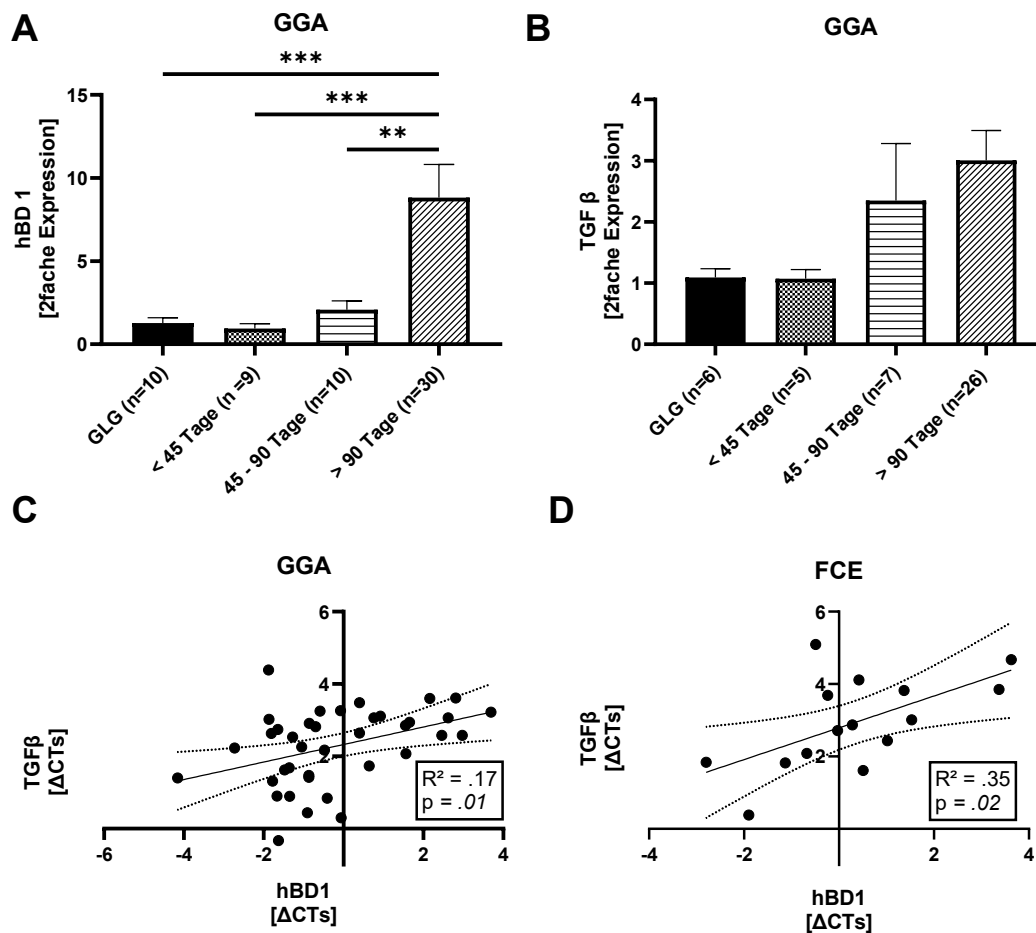 A
GGA
***
***
**
hBD 1
[2fache Expression]
15
10
5
0
GLG (n=10)
< 45 Tage (n =9)
45 - 90 Tage (n=10)
> 90 Tage (n=30)
B
GGA
TGF β
[2fache Expression]
4
3
2
1
0
GLG (n=6)
< 45 Tage (n=5)
45 - 90 Tage (n=7)
> 90 Tage (n=26)
C
GGA
TGFβ
[ΔCTs]
6
4
2
R² = .17
p = .01
-6
-4
-2
0
2
4
hBD1
[ΔCTs]
D
FCE
TGFβ
[ΔCTs]
6
4
2
R² = .35
p = .02
-4
-2
0
2
4
hBD1
[ΔCTs]